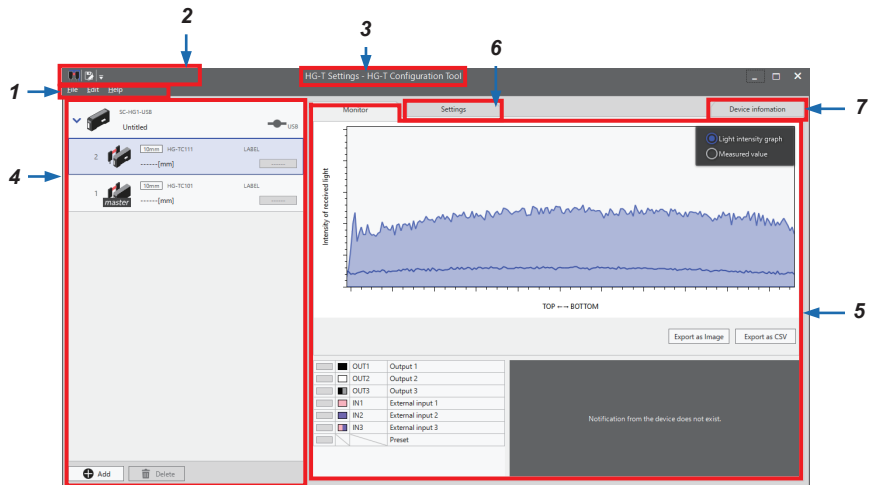 2
3
6
HG-T Settings - HG-T Configuration Tool
1
File Edit Help
Monitor
Settings
Device infomation
7
SC-HG1-USB
Untitled
USB
Light intensity graph
Measured value
2
10mm HG-TC111
LABEL
------[mm]
4
1
10mm HG-TC101
LABEL
master
------[mm]
Intensity of received light
TOP ←→ BOTTOM
5
Export as Image
Export as CSV
OUT1 Output 1
OUT2 Output 2
OUT3 Output 3
IN1 External input 1
IN2 External input 2
IN3 External input 3
Preset
Notification from the device does not exist.
Add
Delete